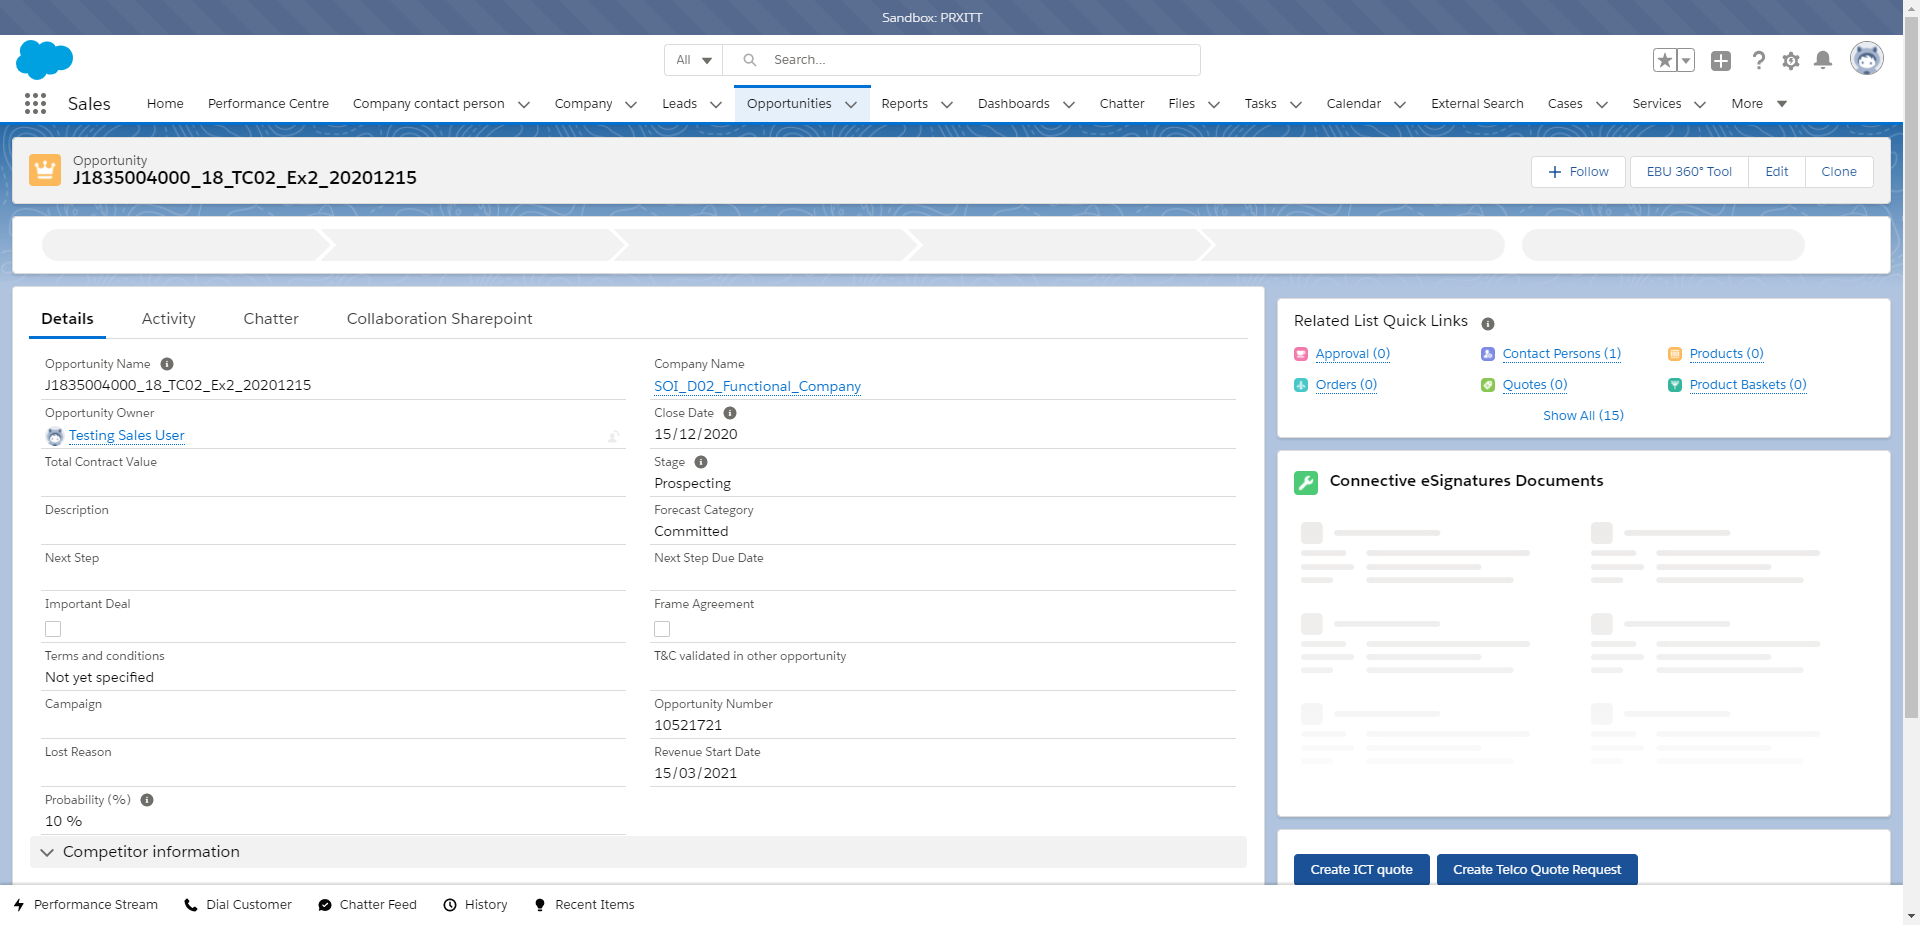 Sandbox: PRXITT
All
Search...
Sales
Home
Performance Centre
Company contact person
Company
Leads
Opportunities
Reports
Dashboards
Chatter
Files
Tasks
Calendar
External Search
Cases
Services
More
Opportunity
J1835004000_18_TC02_Ex2_20201215
Follow
EBU 360° Tool
Edit
Clone
Details
Activity
Chatter
Collaboration Sharepoint
Opportunity Name
J1835004000_18_TC02_Ex2_20201215
Company Name
SOI_D02_Functional_Company
Opportunity Owner
Testing Sales User
Close Date
15/12/2020
Total Contract Value
Stage
Prospecting
Description
Forecast Category
Committed
Next Step
Next Step Due Date
Important Deal
Frame Agreement
Terms and conditions
Not yet specified
T&C validated in other opportunity
Campaign
Opportunity Number
10521721
Lost Reason
Revenue Start Date
15/03/2021
Probability (%)
10 %
Competitor information
Related List Quick Links
Approval (0)
Contact Persons (1)
Products (0)
Orders (0)
Quotes (0)
Product Baskets (0)
Show All (15)
Connective eSignatures Documents
Create ICT quote
Create Telco Quote Request
Performance Stream
Dial Customer
Chatter Feed
History
Recent Items